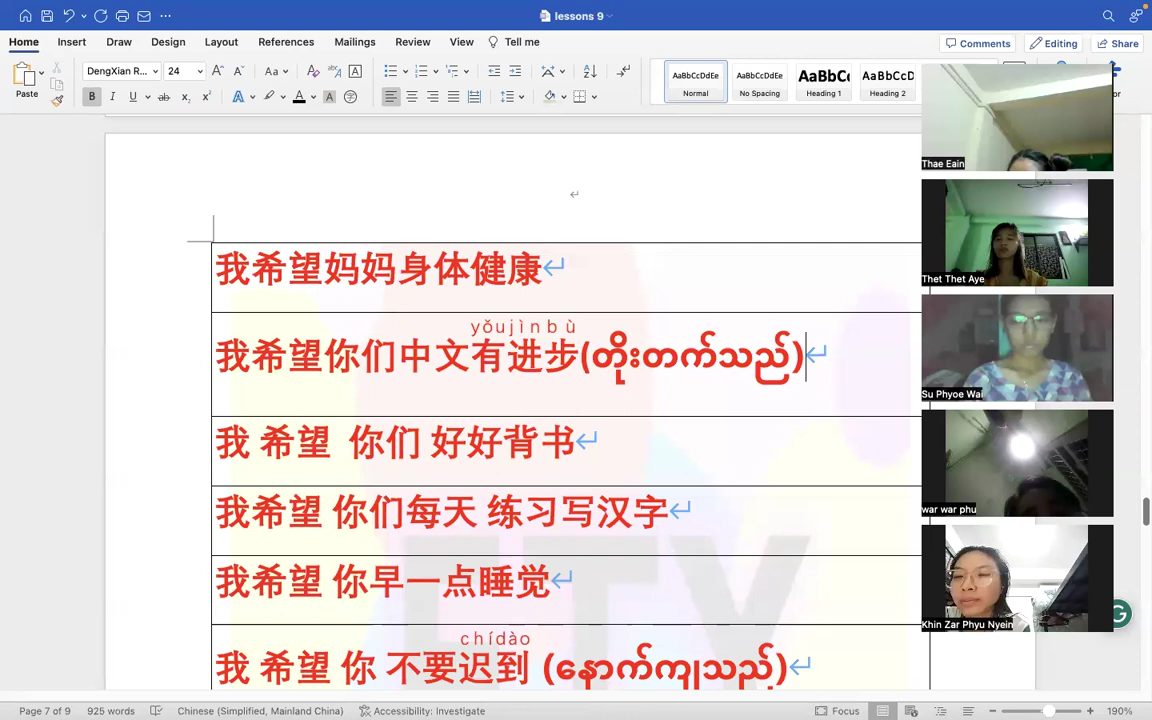 lessons 9
Home Insert Draw Design Layout References Mailings Review View Tell me
Comments Editing Share
Paste
DengXian R... 24
AaBbCcDdEe AaBbCcDdEe AaBbC AaBbCcD
Normal No Spacing Heading 1 Heading 2
Thae Eain
Thet Thet Aye
Su Phyoe Wai
war war phu
Khin Zar Phyu Nyein
我希望妈妈身体健康
yǒujìnbù
我希望你们中文有进步(တိုးတက်သည်)
我 希望 你们 好好背书
我希望 你们每天 练习写汉字
我希望 你早一点睡觉
chídào
我 希望 你 不要迟到 (နောက်ကျသည်)
Page 7 of 9 925 words Chinese (Simplified, Mainland China) Accessibility: Investigate Focus 190%